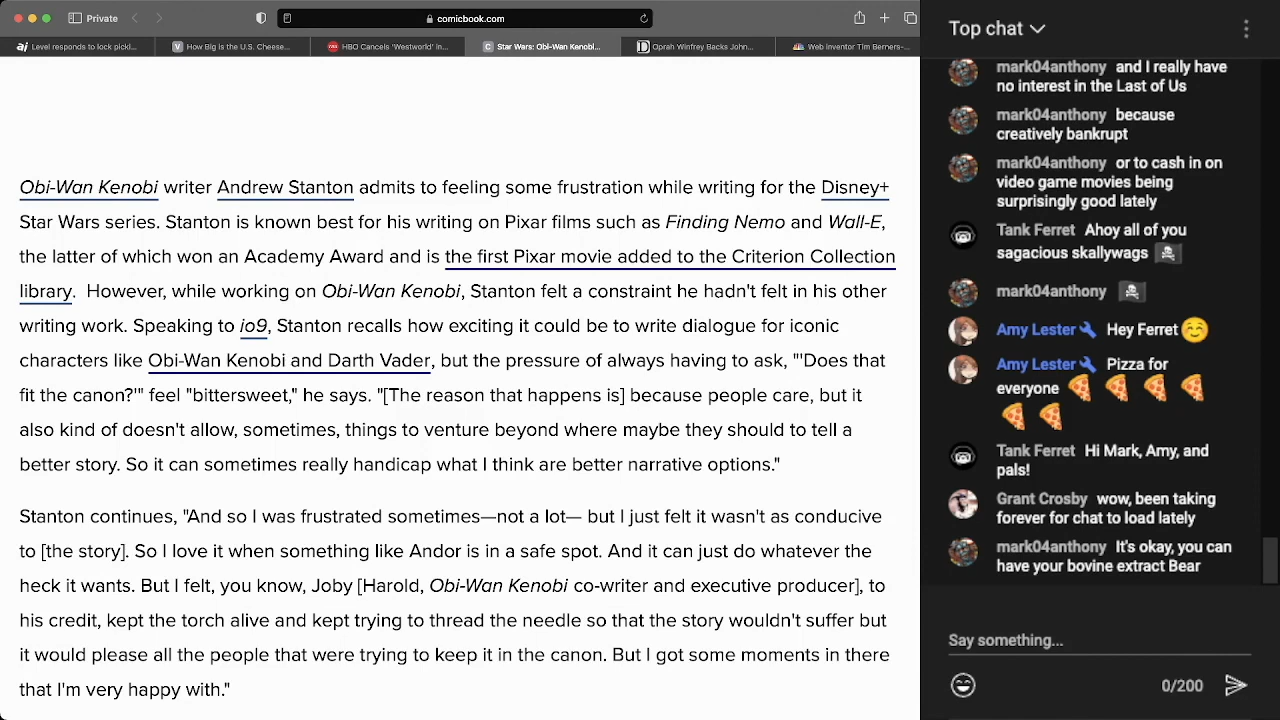 Private
comicbook.com
Level responds to lock pickl...
How Big is the U.S. Cheese...
HBO Cancels 'Westworld' in...
Star Wars: Obi-Wan Kenobi...
Oprah Winfrey Backs John...
Web inventor Tim Berners-...
Obi-Wan Kenobi writer Andrew Stanton admits to feeling some frustration while writing for the Disney+
Star Wars series. Stanton is known best for his writing on Pixar films such as Finding Nemo and Wall-E,
the latter of which won an Academy Award and is the first Pixar movie added to the Criterion Collection
library. However, while working on Obi-Wan Kenobi, Stanton felt a constraint he hadn't felt in his other
writing work. Speaking to io9, Stanton recalls how exciting it could be to write dialogue for iconic
characters like Obi-Wan Kenobi and Darth Vader, but the pressure of always having to ask, "'Does that
fit the canon?'" feel "bittersweet," he says. "[The reason that happens is] because people care, but it
also kind of doesn't allow, sometimes, things to venture beyond where maybe they should to tell a
better story. So it can sometimes really handicap what I think are better narrative options."
Stanton continues, "And so I was frustrated sometimes—not a lot— but I just felt it wasn't as conducive
to [the story]. So I love it when something like Andor is in a safe spot. And it can just do whatever the
heck it wants. But I felt, you know, Joby [Harold, Obi-Wan Kenobi co-writer and executive producer], to
his credit, kept the torch alive and kept trying to thread the needle so that the story wouldn't suffer but
it would please all the people that were trying to keep it in the canon. But I got some moments in there
that I'm very happy with."
Top chat
mark04anthony and I really have
no interest in the Last of Us
mark04anthony because
creatively bankrupt
mark04anthony or to cash in on
video game movies being
surprisingly good lately
Tank Ferret Ahoy all of you
sagacious skallywags
mark04anthony
Amy Lester Hey Ferret
Amy Lester Pizza for
everyone
Tank Ferret Hi Mark, Amy, and
pals!
Grant Crosby wow, been taking
forever for chat to load lately
mark04anthony It's okay, you can
have your bovine extract Bear
Say something...
0/200